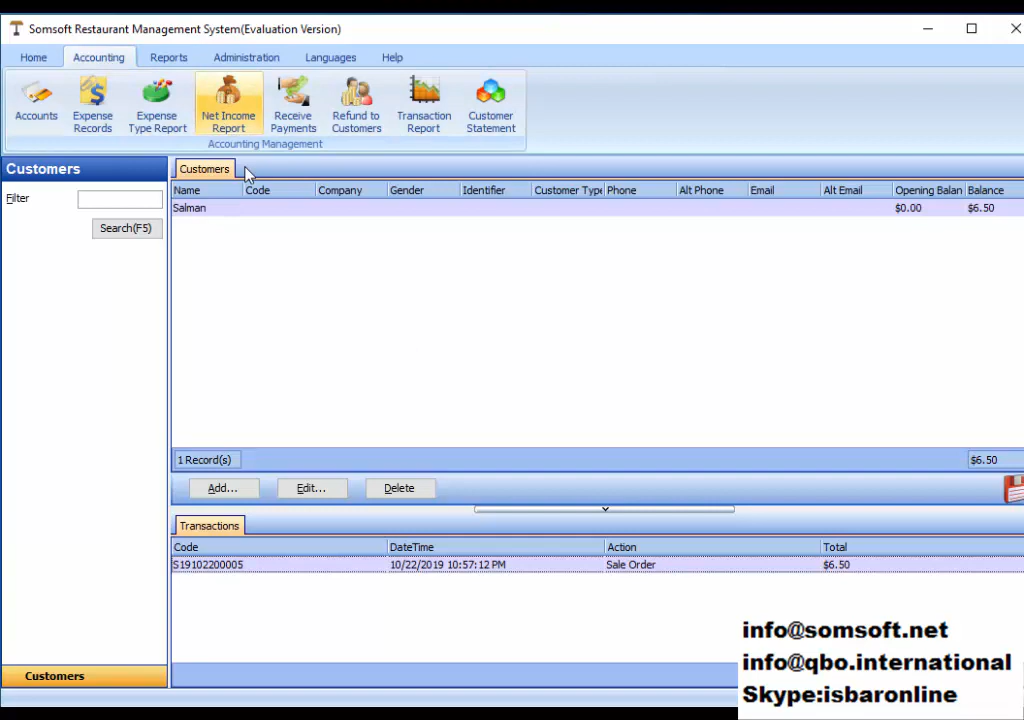 Somsoft Restaurant Management System(Evaluation Version)
Home Accounting Reports Administration Languages Help
Accounts Expense Records Expense Type Report Net Income Report Receive Payments Refund to Customers Transaction Report Customer Statement
Accounting Management
Customers
Filter
Search(F5)
Customers
Name Code Company Gender Identifier Customer Type Phone Alt Phone Email Alt Email Opening Balan Balance
Salman $0.00 $6.50
1 Record(s) $6.50
Add... Edit... Delete
Transactions
Code DateTime Action Total
S19102200005 10/22/2019 10:57:12 PM Sale Order $6.50
Customers
info@somsoft.net
info@qbo.international
Skype:isbaronline